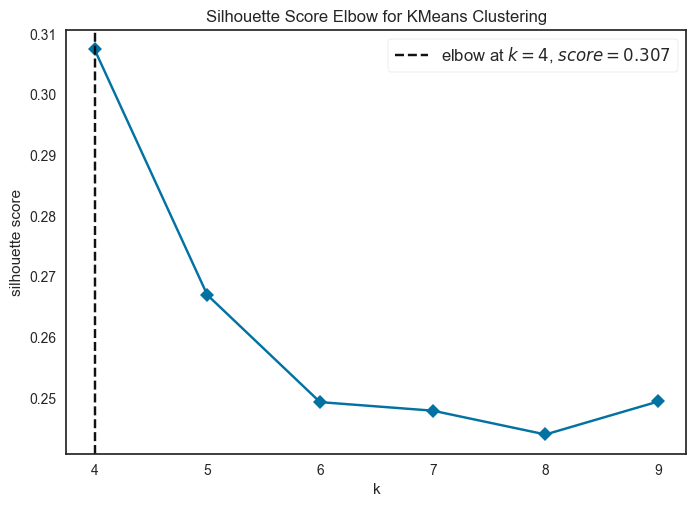 Silhouette Score Elbow for KMeans Clustering
elbow at k = 4, score = 0.307
silhouette score
0.31
0.30
0.29
0.28
0.27
0.26
0.25
4 5 6 7 8 9
k